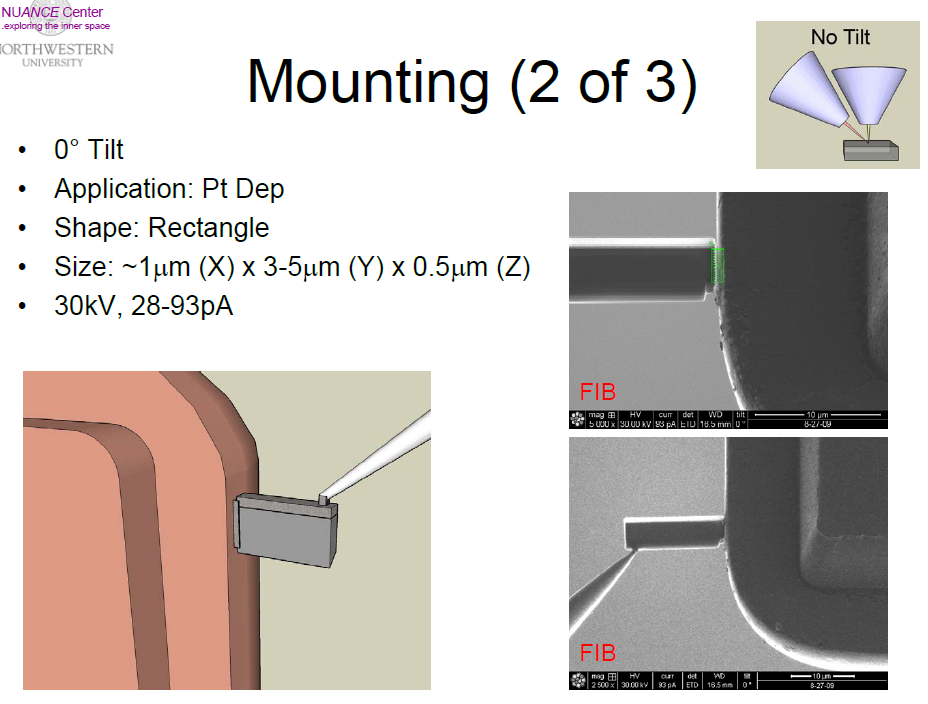 NUANCE Center
..exploring the inner space
NORTHWESTERN
UNIVERSITY
No Tilt
Mounting (2 of 3)
• 0° Tilt
• Application: Pt Dep
• Shape: Rectangle
• Size: ~1μm (X) x 3-5μm (Y) x 0.5μm (Z)
• 30kV, 28-93pA
FIB
mag HV curr det WD tilt 10 µm
5 000 x 30.00 kV 93 pA ETD 16.5 mm 0 ° 8-27-09
FIB
mag HV curr det WD tilt 10 µm
2 500 x 30.00 kV 93 pA ETD 16.5 mm 0 ° 8-27-09